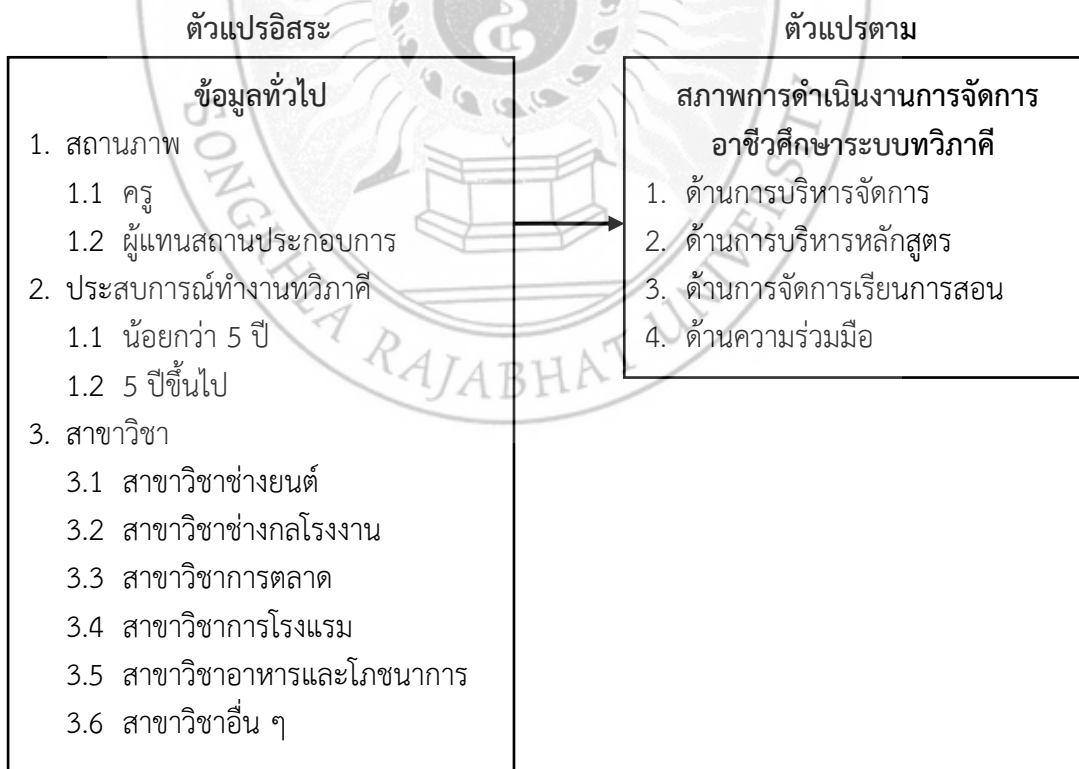 ตัวแปรอิสระ
ข้อมูลทั่วไป
1. สถานภาพ
1.1 ครู
1.2 ผู้แทนสถานประกอบการ
2. ประสบการณ์ทำงานทวิภาคี
1.1 น้อยกว่า 5 ปี
1.2 5 ปีขึ้นไป
3. สาขาวิชา
3.1 สาขาวิชาช่างยนต์
3.2 สาขาวิชาช่างกลโรงงาน
3.3 สาขาวิชาการตลาด
3.4 สาขาวิชาการโรงแรม
3.5 สาขาวิชาอาหารและโภชนาการ
3.6 สาขาวิชาอื่น ๆ
ตัวแปรตาม
สภาพการดำเนินงานการจัดการ
อาชีวศึกษาระบบทวิภาคี
1. ด้านการบริหารจัดการ
2. ด้านการบริหารหลักสูตร
3. ด้านการจัดการเรียนการสอน
4. ด้านความร่วมมือ
SONGKHLA RAJABHAT UNIVERSITY